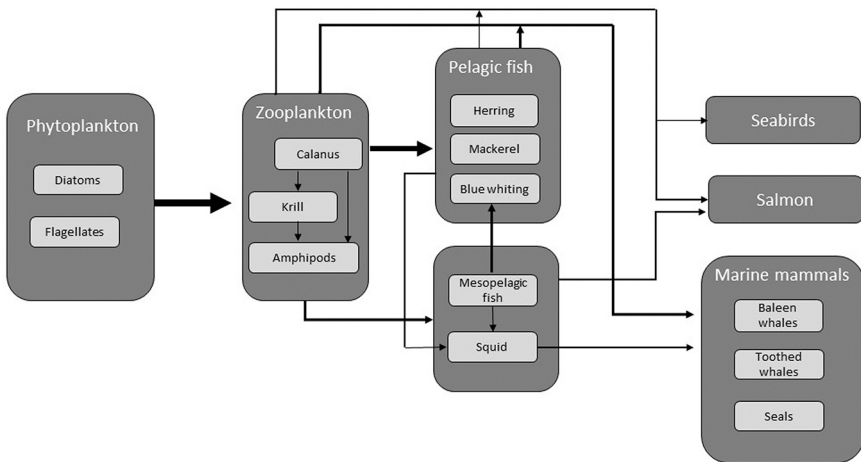 Phytoplankton
Diatoms
Flagellates
Zooplankton
Calanus
Krill
Amphipods
Pelagic fish
Herring
Mackerel
Blue whiting
Mesopelagic
fish
Squid
Seabirds
Salmon
Marine mammals
Baleen
whales
Toothed
whales
Seals